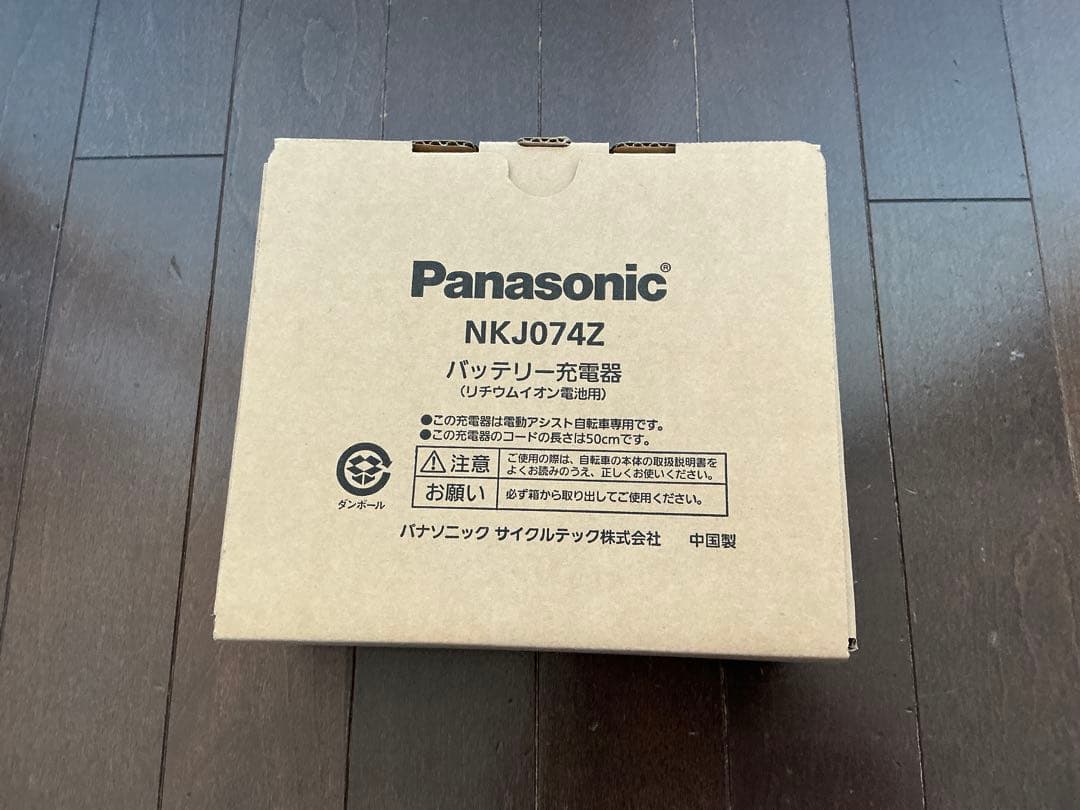 Panasonic®
NKJ074Z
バッテリー充電器
(リチウムイオン電池用)
●この充電器は電動アシスト自転車専用です。
●この充電器のコードの長さは50cmです。
注意 ご使用の際は、自転車の本体の取扱説明書を
よくお読みのうえ、正しくお使いください。
お願い 必ず箱から取り出してご使用ください。
ダンボール
パナソニック サイクルテック株式会社 中国製